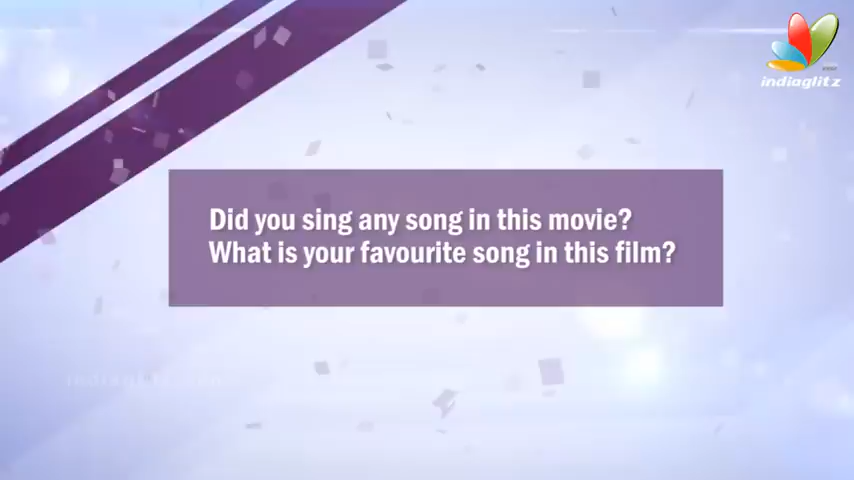 indiaglitz
Did you sing any song in this movie?
What is your favourite song in this film?